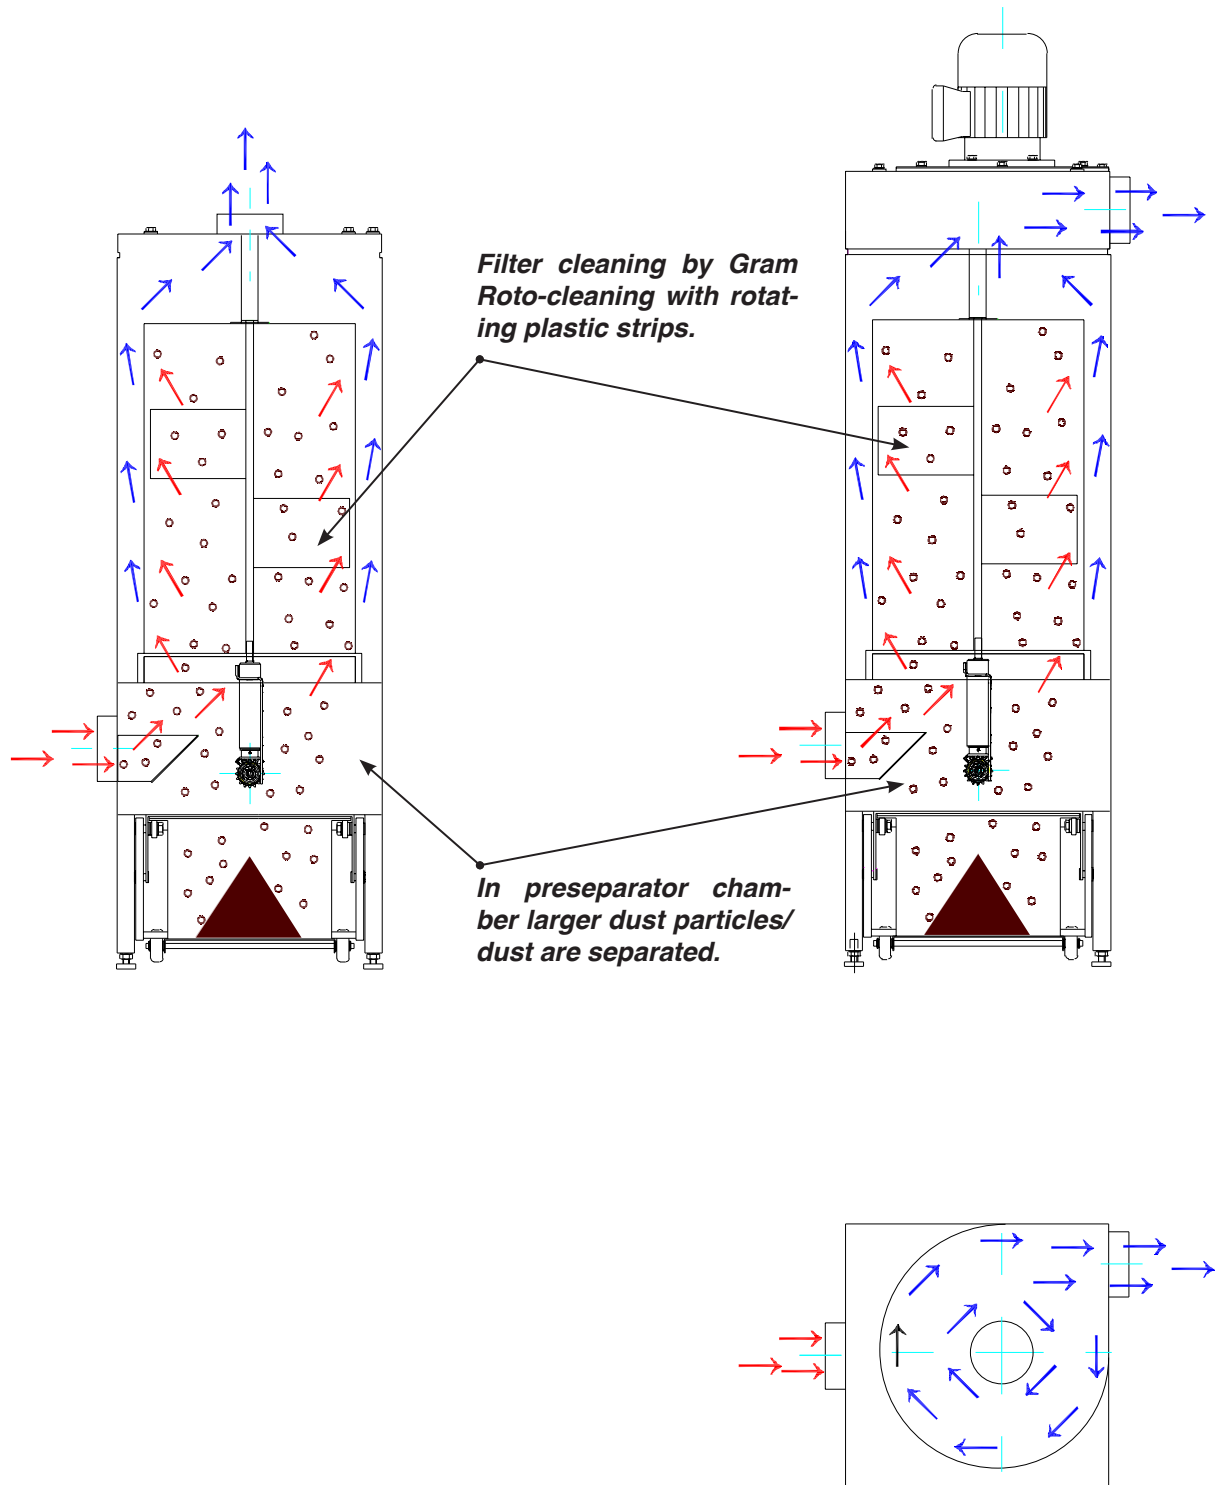 Filter cleaning by Gram
Roto-cleaning with rotat-
ing plastic strips.
In preseparator cham-
ber larger dust particles/
dust are separated.